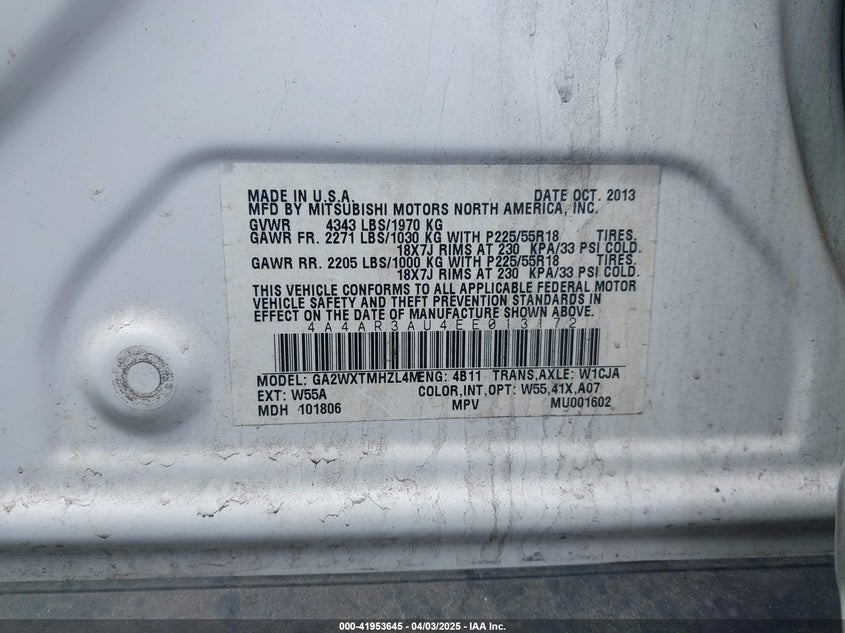 MADE IN U.S.A. DATE OCT. 2013
MFD BY MITSUBISHI MOTORS NORTH AMERICA, INC.
GVWR 4343 LBS/1970 KG
GAWR FR. 2271 LBS/1030 KG WITH P225/55R18 TIRES.
18X7J RIMS AT 230 KPA/33 PSI COLD.
GAWR RR. 2205 LBS/1000 KG WITH P225/55R18 TIRES.
18X7J RIMS AT 230 KPA/33 PSI COLD.
THIS VEHICLE CONFORMS TO ALL APPLICABLE FEDERAL MOTOR
VEHICLE SAFETY AND THEFT PREVENTION STANDARDS IN
EFFECT ON THE DATE OF MANUFACTURE SHOWN ABOVE.
4A4AR3AU4EE013172
MODEL: GA2WXTMHZL4M ENG: 4B11 TRANS,AXLE: W1CJA
EXT: W55A COLOR,INT,OPT: W55,41X,A07
MDH 101806 MPV MU001602
000-41953645 - 04/03/2025 - IAA Inc.